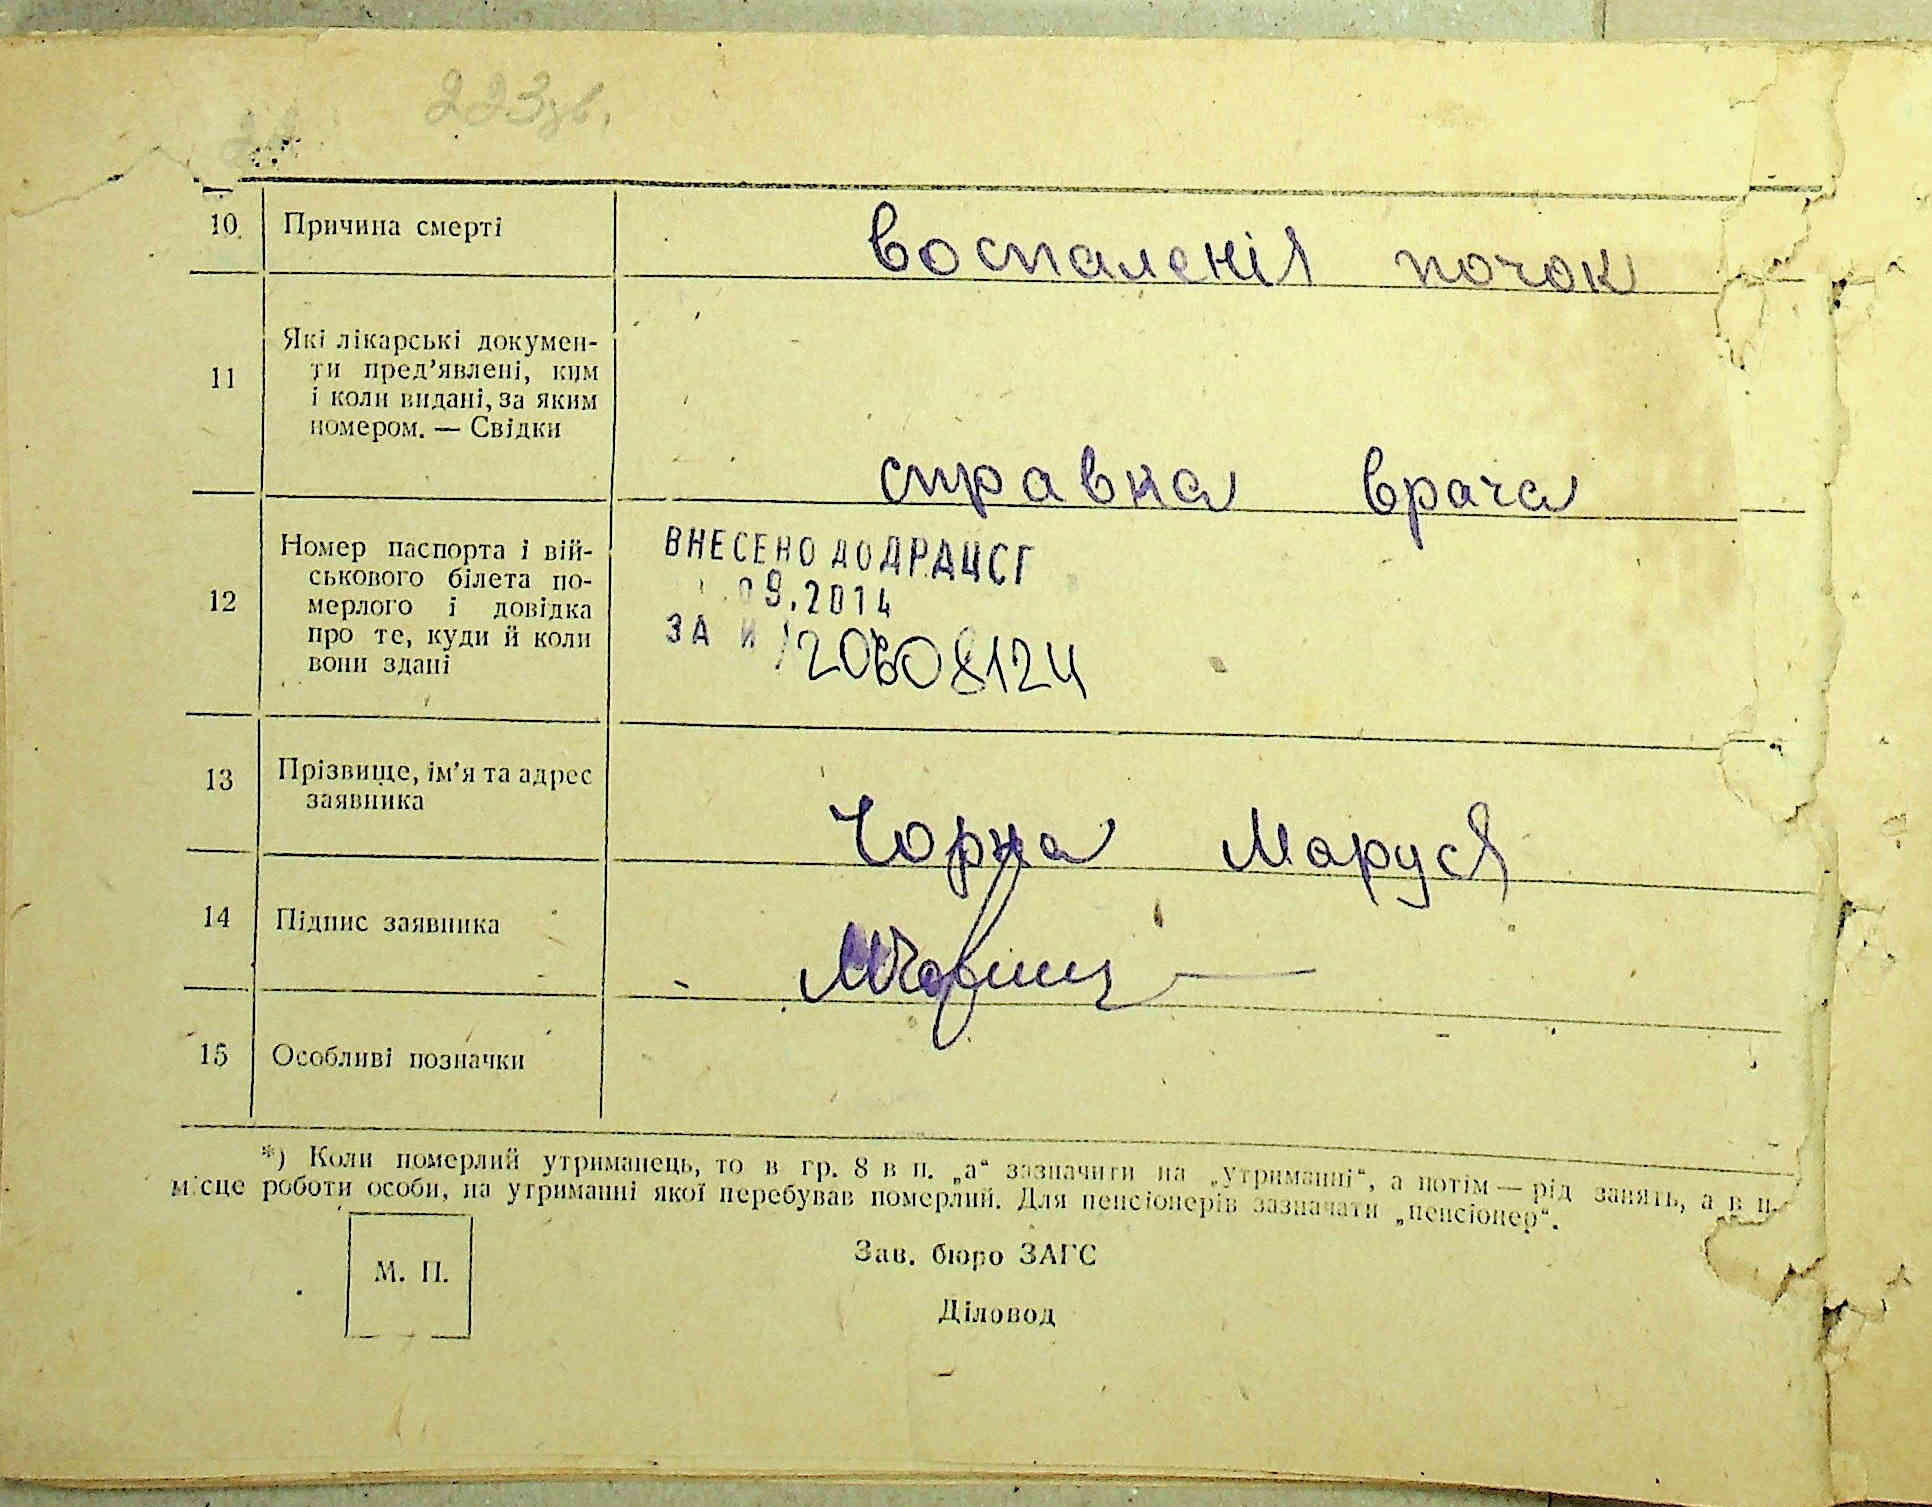 223зв.
10. Причина смерті воспаленія почок
11 Які лікарські докумен-
ти пред’явлені, ким
і коли видані, за яким
номером. — Свідки
справка врача
12 Номер паспорта і вій-
ськового білета по-
мерлого і довідка
про те, куди й коли
вони здані
ВНЕСЕНО ДО ДРАЦСГ
09.2014
ЗА №
13 Прізвище, ім’я та адрес
заявника
Чорна Маруся
14 Підпис заявника
15 Особливі позначки
*) Коли померлий утриманець, то в гр. 8 в п. „а“ зазначити на „утриманні“, а потім — рід занять, а в п.
місце роботи особи, на утриманні якої перебував померлий. Для пенсіонерів зазначати „пенсіонер“.
М. П.
Зав. бюро ЗАГС
Діловод